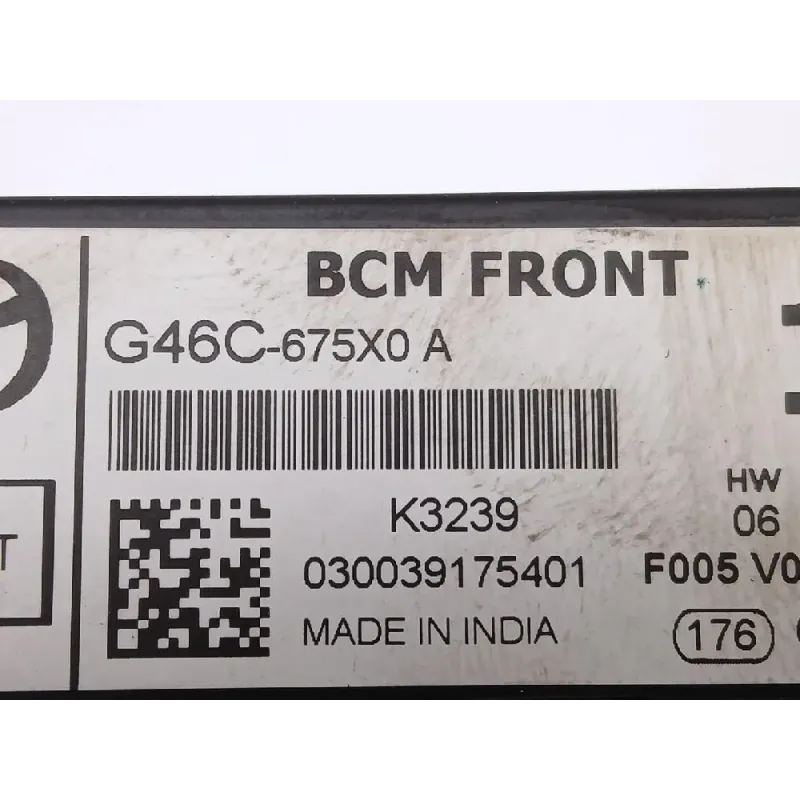 BCM FRONT
G46C-675X0 A
HW
K3239
06
030039175401
F005 V0
MADE IN INDIA
176
T